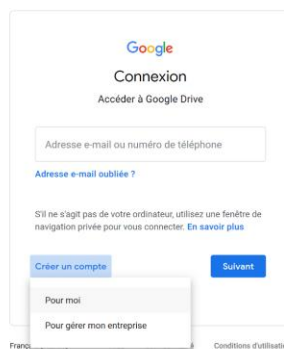 Google
Connexion
Accéder à Google Drive
Adresse e-mail ou numéro de téléphone
Adresse e-mail oubliée ?
S'il ne s'agit pas de votre ordinateur, utilisez une fenêtre de
navigation privée pour vous connecter. En savoir plus
Créer un compte
Suivant
Pour moi
Pour gérer mon entreprise
Conditions